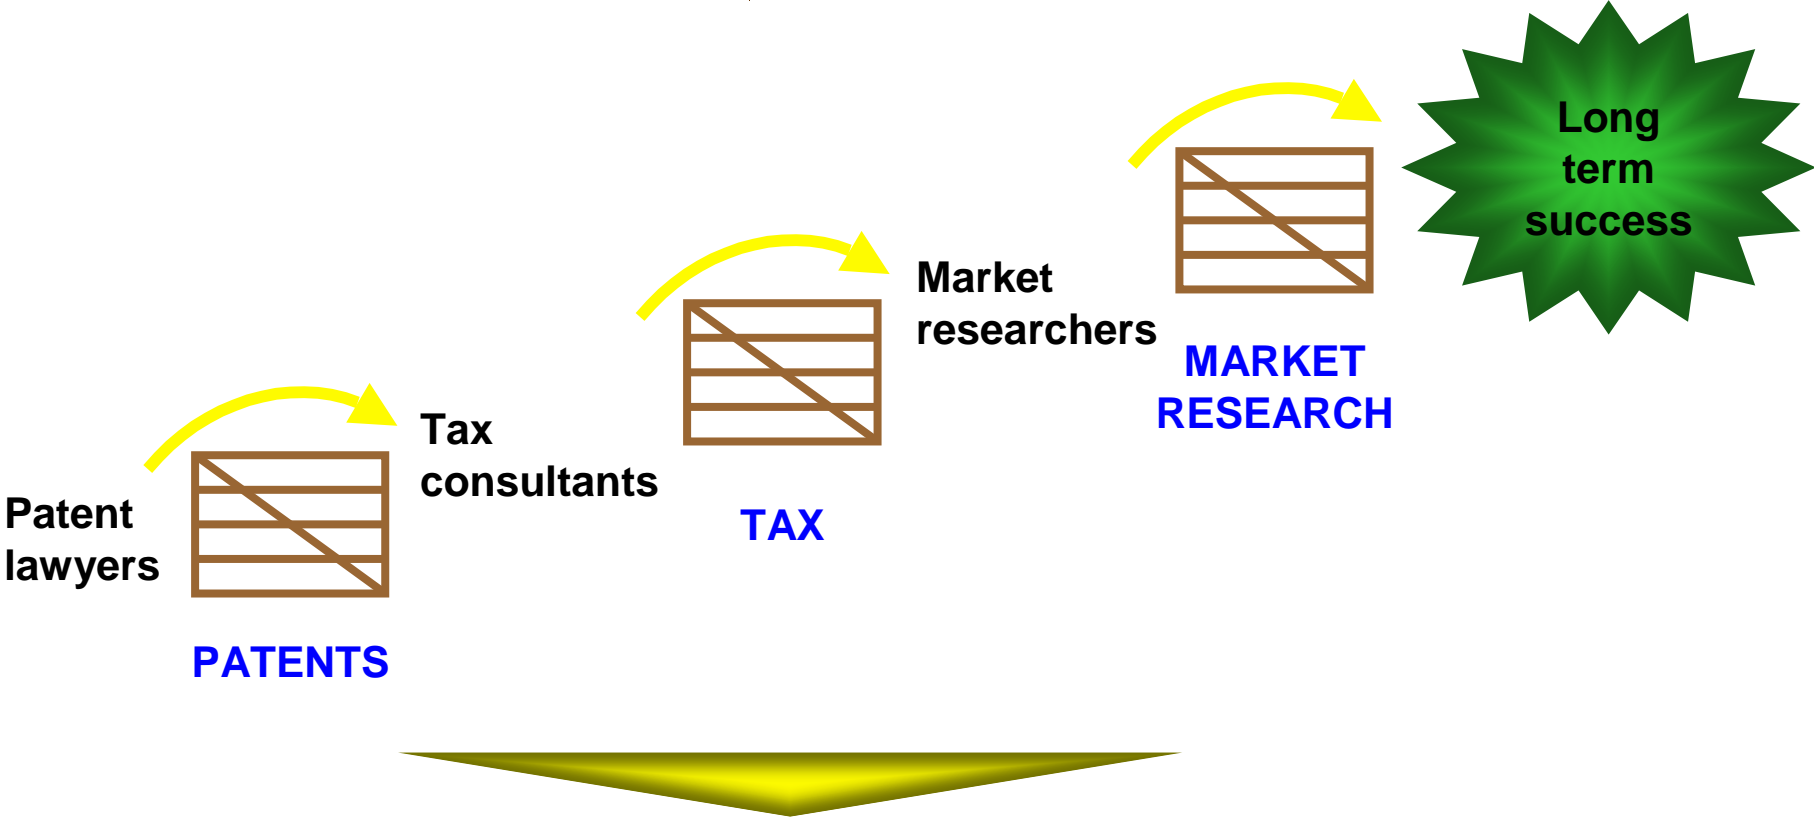 Patent
lawyers
PATENTS
Tax
consultants
TAX
Market
researchers
MARKET
RESEARCH
Long
term
success